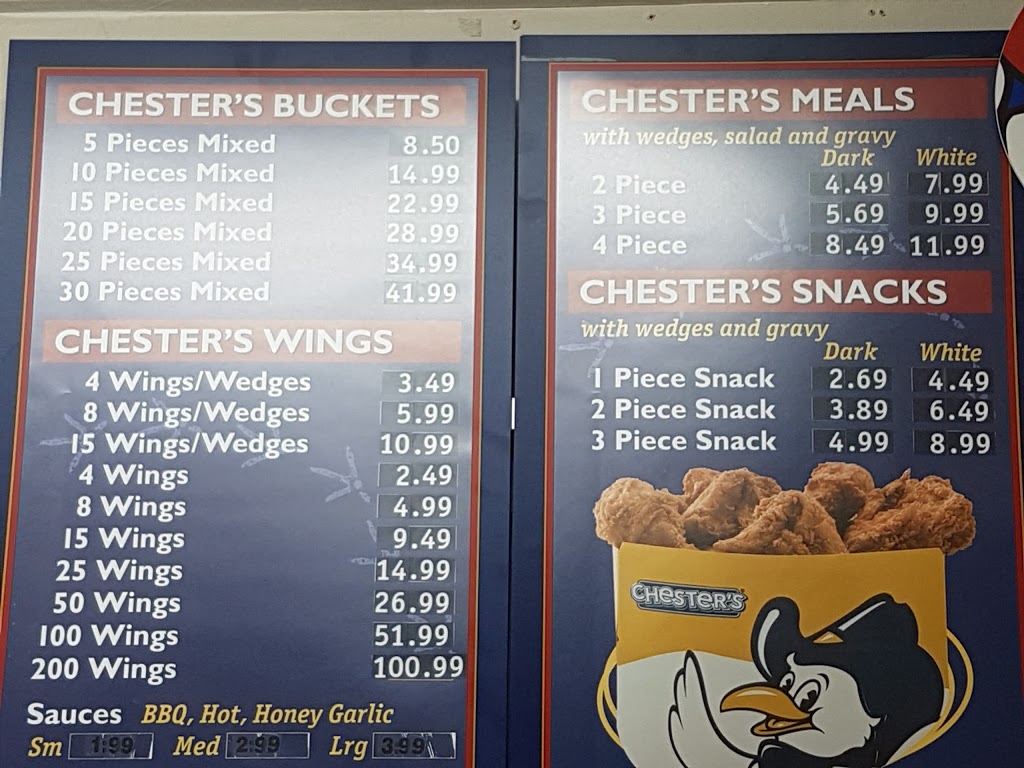 CHESTER'S BUCKETS
5 Pieces Mixed 8.50
10 Pieces Mixed 14.99
15 Pieces Mixed 22.99
20 Pieces Mixed 28.99
25 Pieces Mixed 34.99
30 Pieces Mixed 41.99
CHESTER'S WINGS
4 Wings/Wedges 3.49
8 Wings/Wedges 5.99
15 Wings/Wedges 10.99
4 Wings 2.49
8 Wings 4.99
15 Wings 9.49
25 Wings 14.99
50 Wings 26.99
100 Wings 51.99
200 Wings 100.99
Sauces BBQ, Hot, Honey Garlic
Sm 1.99 Med 2.99 Lrg 3.99
CHESTER'S MEALS
with wedges, salad and gravy
Dark White
2 Piece 4.49 7.99
3 Piece 5.69 9.99
4 Piece 8.49 11.99
CHESTER'S SNACKS
with wedges and gravy
Dark White
1 Piece Snack 2.69 4.49
2 Piece Snack 3.89 6.49
3 Piece Snack 4.99 8.99
CHESTER'S